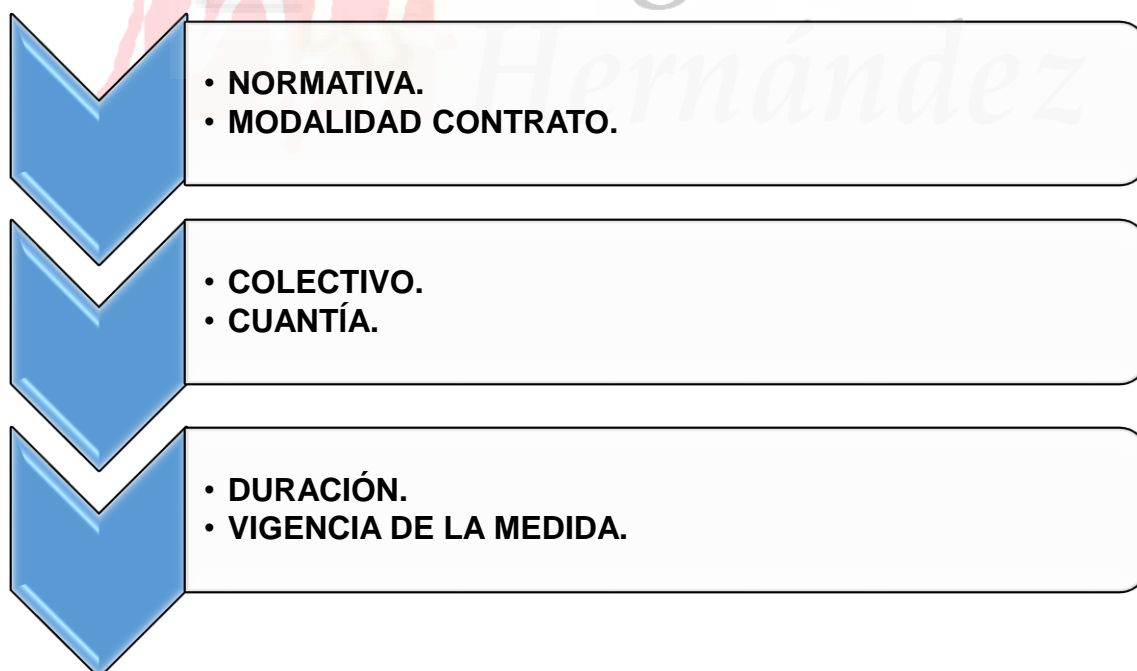 Hernández
• NORMATIVA.
• MODALIDAD CONTRATO.
• COLECTIVO.
• CUANTÍA.
• DURACIÓN.
• VIGENCIA DE LA MEDIDA.